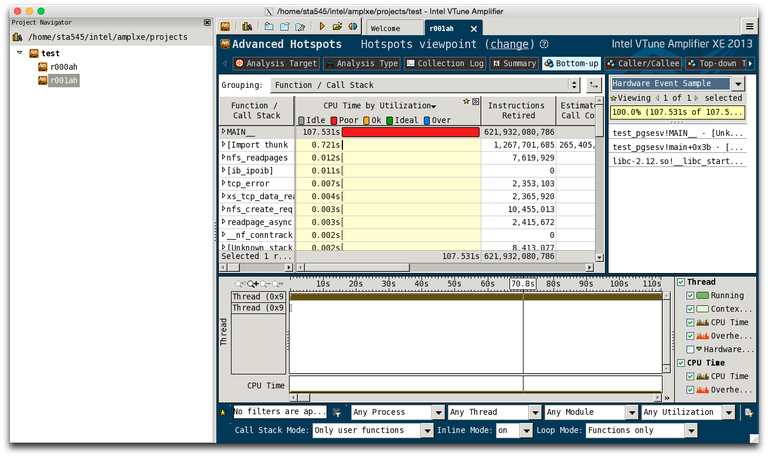 /home/sta545/intel/amplxe/projects/test - Intel VTune Amplifier
Project Navigator
/home/sta545/intel/amplxe/projects
test
r000ah
r001ah
Welcome
r001ah
Advanced Hotspots Hotspots viewpoint (change) ? Intel VTune Amplifier XE 2013
Analysis Target
Analysis Type
Collection Log
Summary
Bottom-up
Caller/Callee
Top-down T
Grouping: Function / Call Stack
Function / Call Stack
CPU Time by Utilization
Idle Poor Ok Ideal Over
Instructions Retired
Estimate Call Co
MAIN__ 107.531s 621,932,080,786
[Import thunk 0.721s 1,267,701,685 265,405,
nfs_readpages 0.012s 7,619,929
[ib_ipoib] 0.011s 0
tcp_error 0.007s 2,353,103
xs_tcp_data_rea 0.004s 2,365,920
nfs_create_req 0.003s 10,455,013
readpage_async 0.003s 2,415,672
__nf_conntrack 0.002s 0
[Unknown stack 0.002s 8,413,077
Selected 1 r... 107.531s 621,932,080,786
Hardware Event Sample
Viewing 1 of 1 selected
100.0% (107.531s of 107.5...
test_pgsesv!MAIN__ - [Unk...
test_pgsesv!main+0x3b - [...
libc-2.12.so!__libc_start...
10s 20s 30s 40s 50s 60s 70.8s 80s 90s 100s 110s
Thread
Thread (0x9
Thread (0x9
CPU Time
Thread
Running
Contex...
CPU Time
Overhe...
Hardware...
CPU Time
CPU Time
Overhe...
No filters are ap...
Any Process
Any Thread
Any Module
Any Utilization
Call Stack Mode: Only user functions Inline Mode: on Loop Mode: Functions only